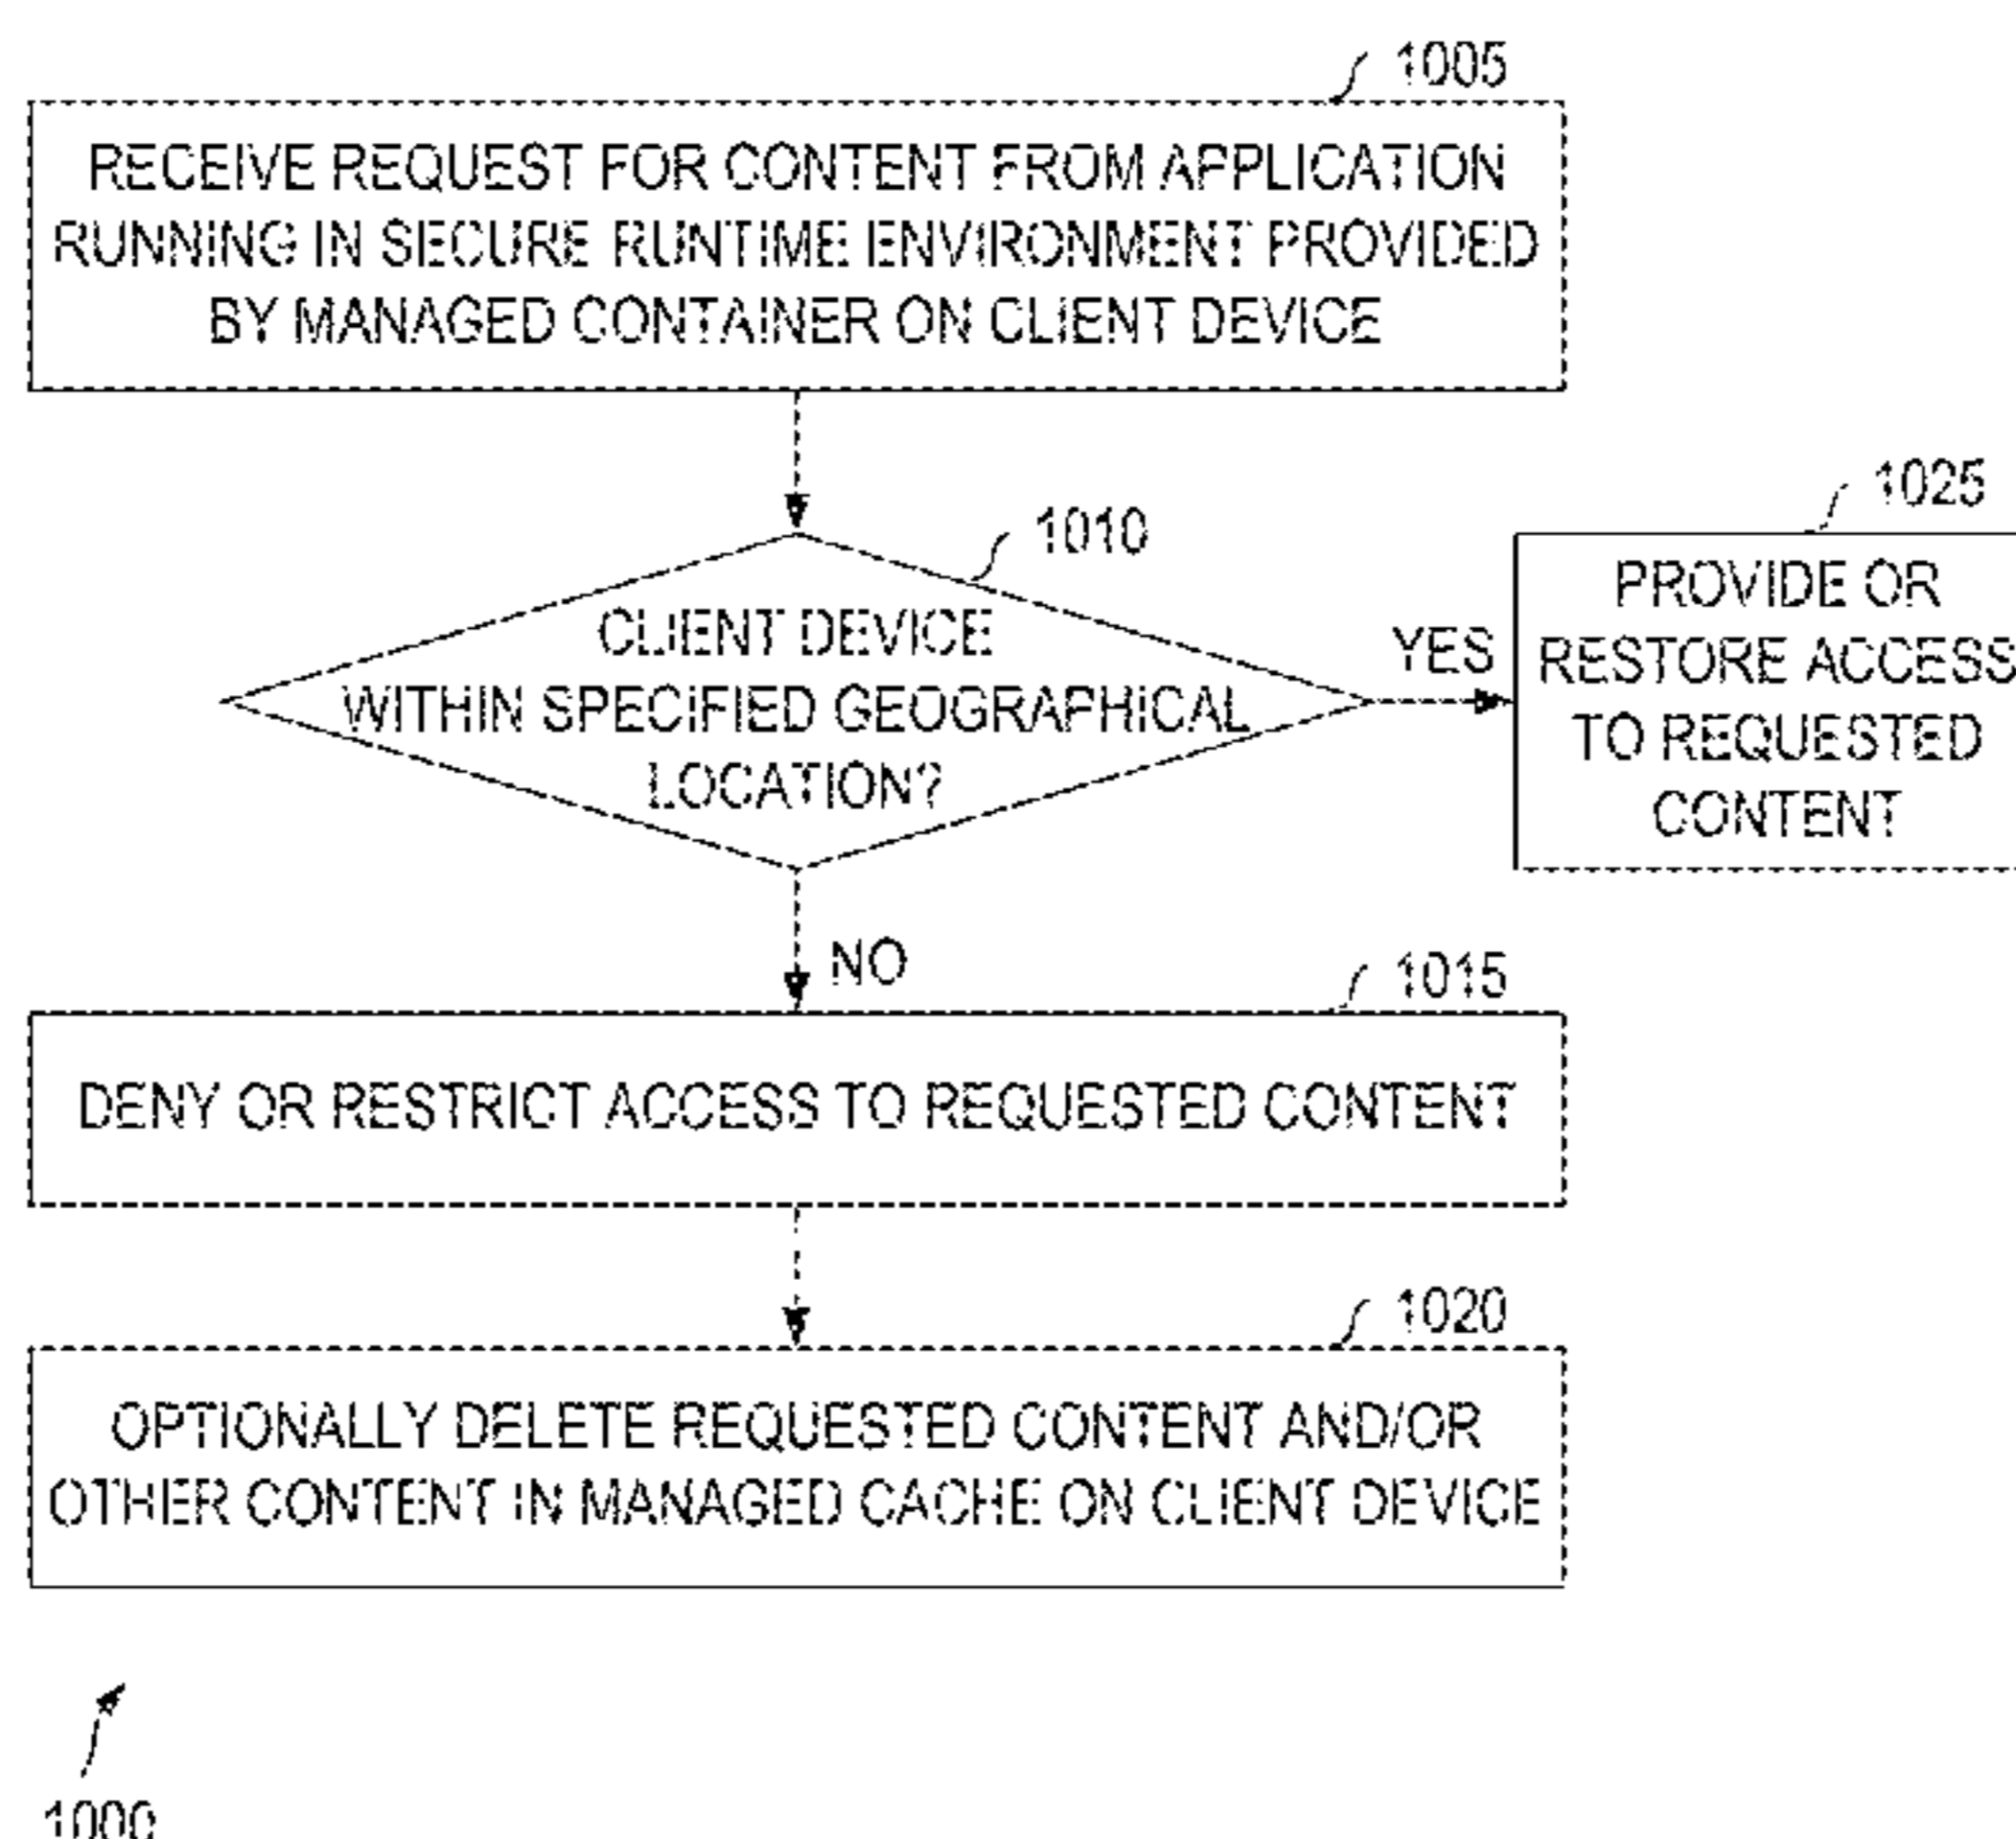 1005
RECEIVE REQUEST FOR CONTENT FROM APPLICATION
RUNNING IN SECURE RUNTIME ENVIRONMENT PROVIDED
BY MANAGED CONTAINER ON CLIENT DEVICE
1010
CLIENT DEVICE
WITHIN SPECIFIED GEOGRAPHICAL
LOCATION?
YES
1025
PROVIDE OR
RESTORE ACCESS
TO REQUESTED
CONTENT
NO
1015
DENY OR RESTRICT ACCESS TO REQUESTED CONTENT
1020
OPTIONALLY DELETE REQUESTED CONTENT AND/OR
OTHER CONTENT IN MANAGED CACHE ON CLIENT DEVICE
1000